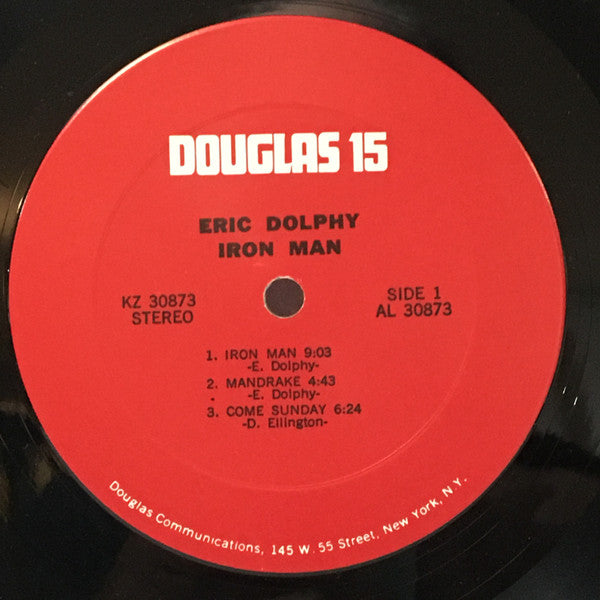 DOUGLAS 15
ERIC DOLPHY
IRON MAN
KZ 30873
STEREO
SIDE 1
AL 30873
1. IRON MAN 9:03
-E. Dolphy-
2. MANDRAKE 4:43
-E. Dolphy-
3. COME SUNDAY 6:24
-D. Ellington-
Douglas Communications, 145 W. 55 Street, New York, N.Y.